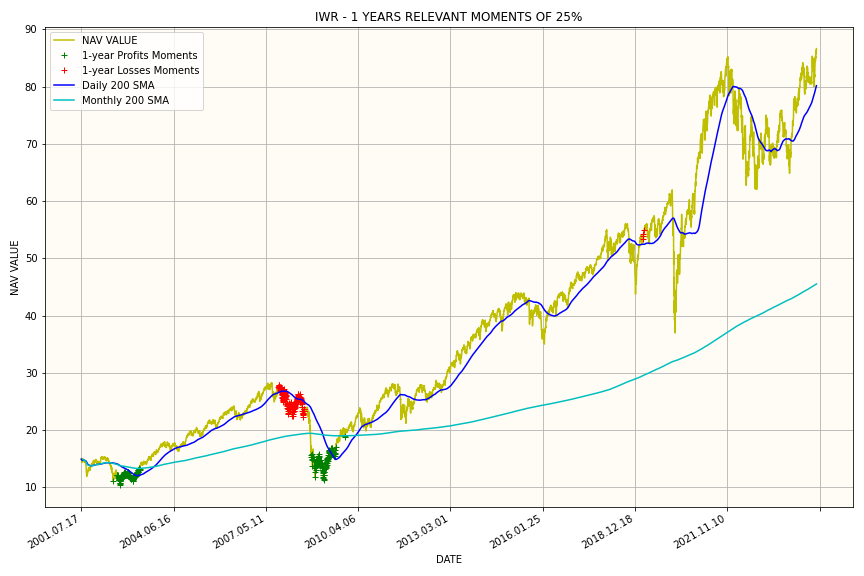 IWR - 1 YEARS RELEVANT MOMENTS OF 25%
NAV VALUE
1-year Profits Moments
1-year Losses Moments
Daily 200 SMA
Monthly 200 SMA
NAV VALUE
90
80
70
60
50
40
30
20
10
2001.07.17
2004.06.16
2007.05.11
2010.04.06
2013.03.01
2016.01.25
2018.12.18
2021.11.10
DATE